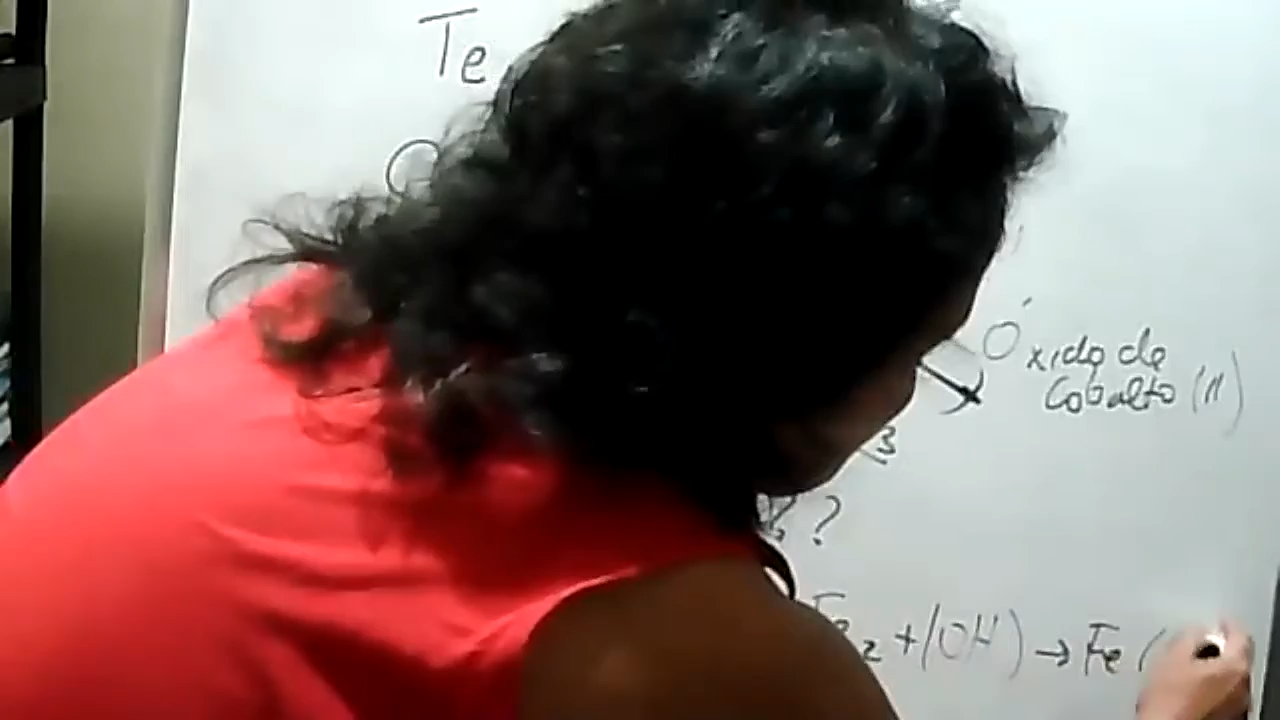 Te
Óxido de
Cobalto (II)
3
?
Fe2 + (OH) → Fe (